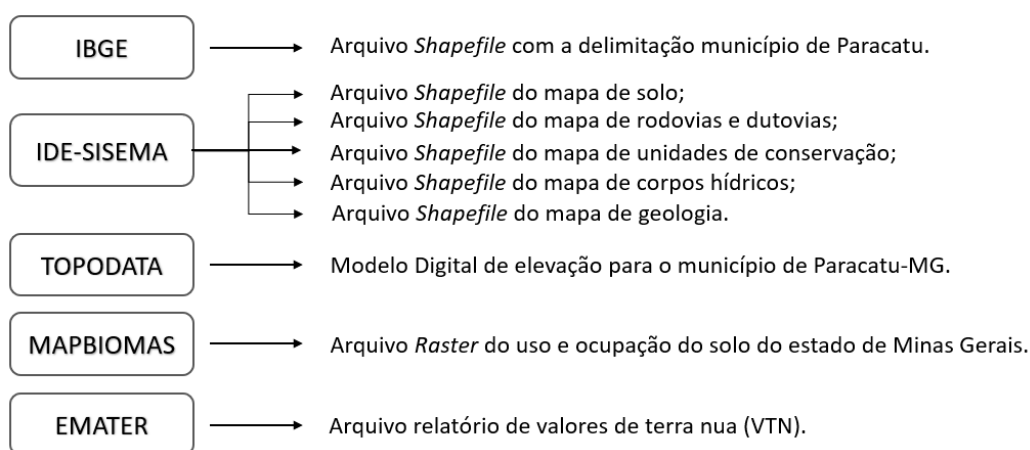 IBGE
Arquivo Shapefile com a delimitação município de Paracatu.
IDE-SISEMA
Arquivo Shapefile do mapa de solo;
Arquivo Shapefile do mapa de rodovias e dutovias;
Arquivo Shapefile do mapa de unidades de conservação;
Arquivo Shapefile do mapa de corpos hídricos;
Arquivo Shapefile do mapa de geologia.
TOPODATA
Modelo Digital de elevação para o município de Paracatu-MG.
MAPBIOMAS
Arquivo Raster do uso e ocupação do solo do estado de Minas Gerais.
EMATER
Arquivo relatório de valores de terra nua (VTN).